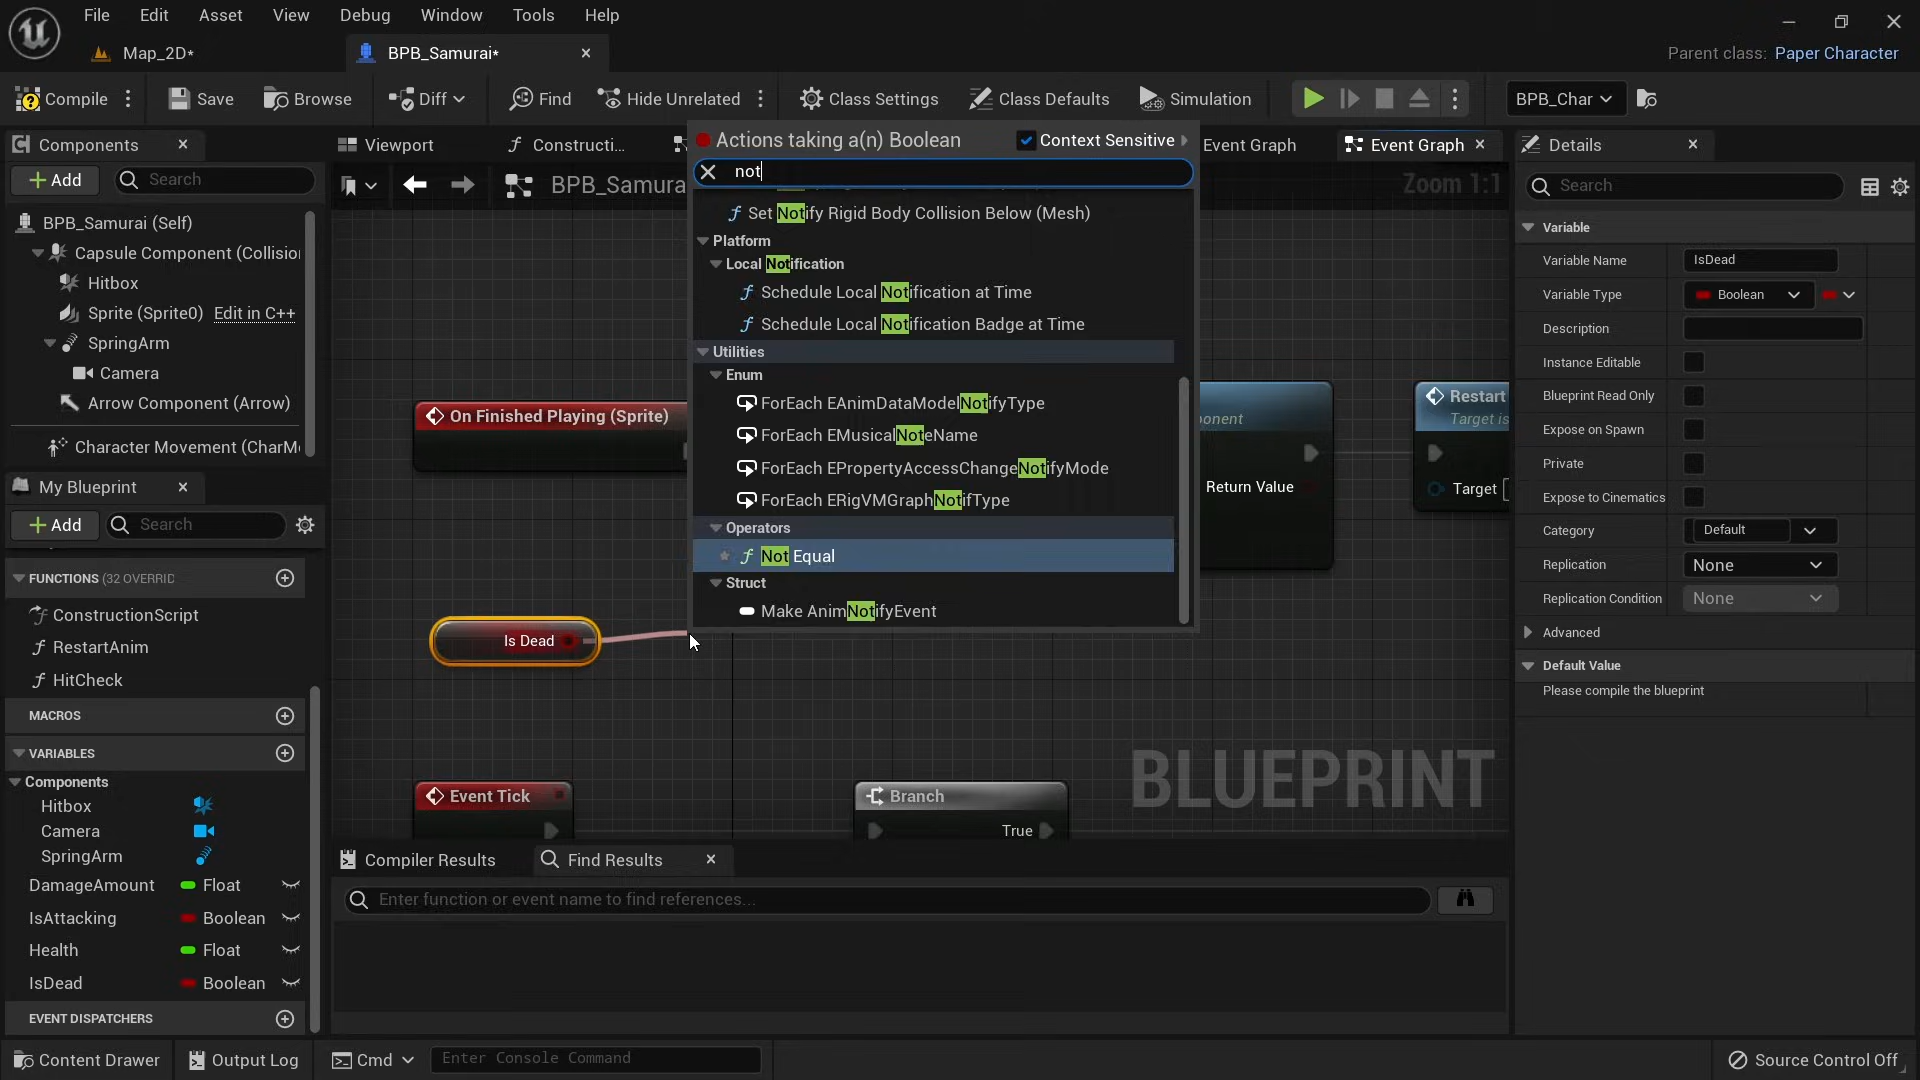 File Edit Asset View Debug Window Tools Help
Map_2D*
BPB_Samurai*
Parent class: Paper Character
Compile
Save
Browse
Diff
Find
Hide Unrelated
Class Settings
Class Defaults
Simulation
BPB_Char
Components
Viewport
Constructi...
Event Graph
Event Graph
Details
Add
Search
BPB_Samura
Zoom 1:1
Search
Actions taking a(n) Boolean
Context Sensitive
not
Set Notify Rigid Body Collision Below (Mesh)
Platform
Local Notification
Schedule Local Notification at Time
Schedule Local Notification Badge at Time
Utilities
Enum
ForEach EAnimDataModelNotifyType
ForEach EMusicalNoteName
ForEach EPropertyAccessChangeNotifyMode
ForEach ERigVMGraphNotifType
Operators
Not Equal
Struct
Make AnimNotifyEvent
BPB_Samurai (Self)
Capsule Component (Collisio
Hitbox
Sprite (Sprite0) Edit in C++
SpringArm
Camera
Arrow Component (Arrow)
Character Movement (CharM
My Blueprint
Add
Search
FUNCTIONS (32 OVERRID
ConstructionScript
RestartAnim
HitCheck
MACROS
VARIABLES
Components
Hitbox
Camera
SpringArm
DamageAmount Float
IsAttacking Boolean
Health Float
IsDead Boolean
EVENT DISPATCHERS
On Finished Playing (Sprite)
Is Dead
Event Tick
Branch
True
ponent
Return Value
Restart
Target is
Target
BLUEPRINT
Compiler Results
Find Results
Enter function or event name to find references...
Variable
Variable Name IsDead
Variable Type Boolean
Description
Instance Editable
Blueprint Read Only
Expose on Spawn
Private
Expose to Cinematics
Category Default
Replication None
Replication Condition None
Advanced
Default Value
Please compile the blueprint
Content Drawer
Output Log
Cmd
Enter Console Command
Source Control Off